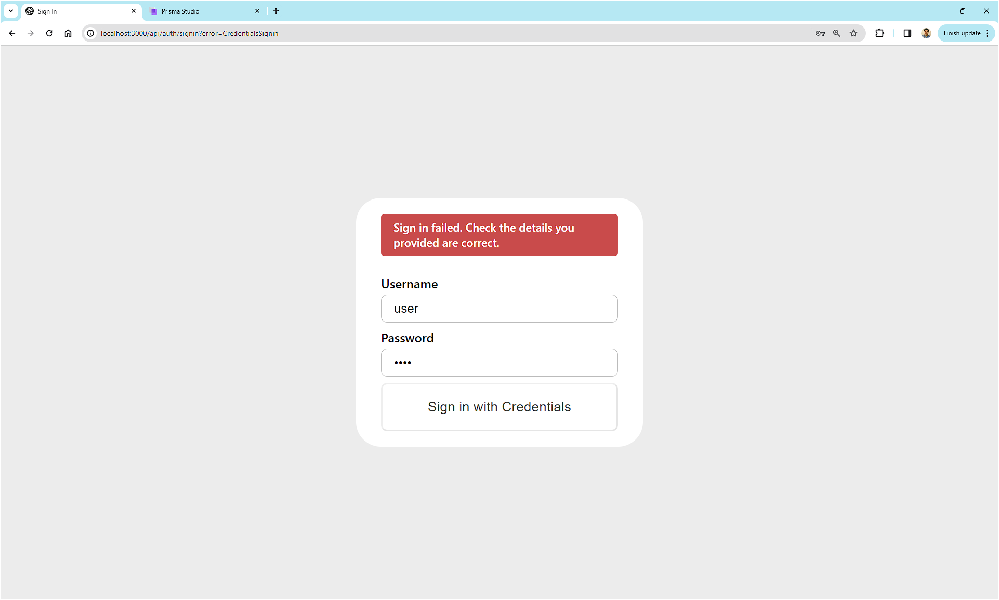 Sign In
Prisma Studio
localhost:3000/api/auth/signin?error=CredentialsSignin
Finish update
Sign in failed. Check the details you
provided are correct.
Username
user
Password
••••
Sign in with Credentials